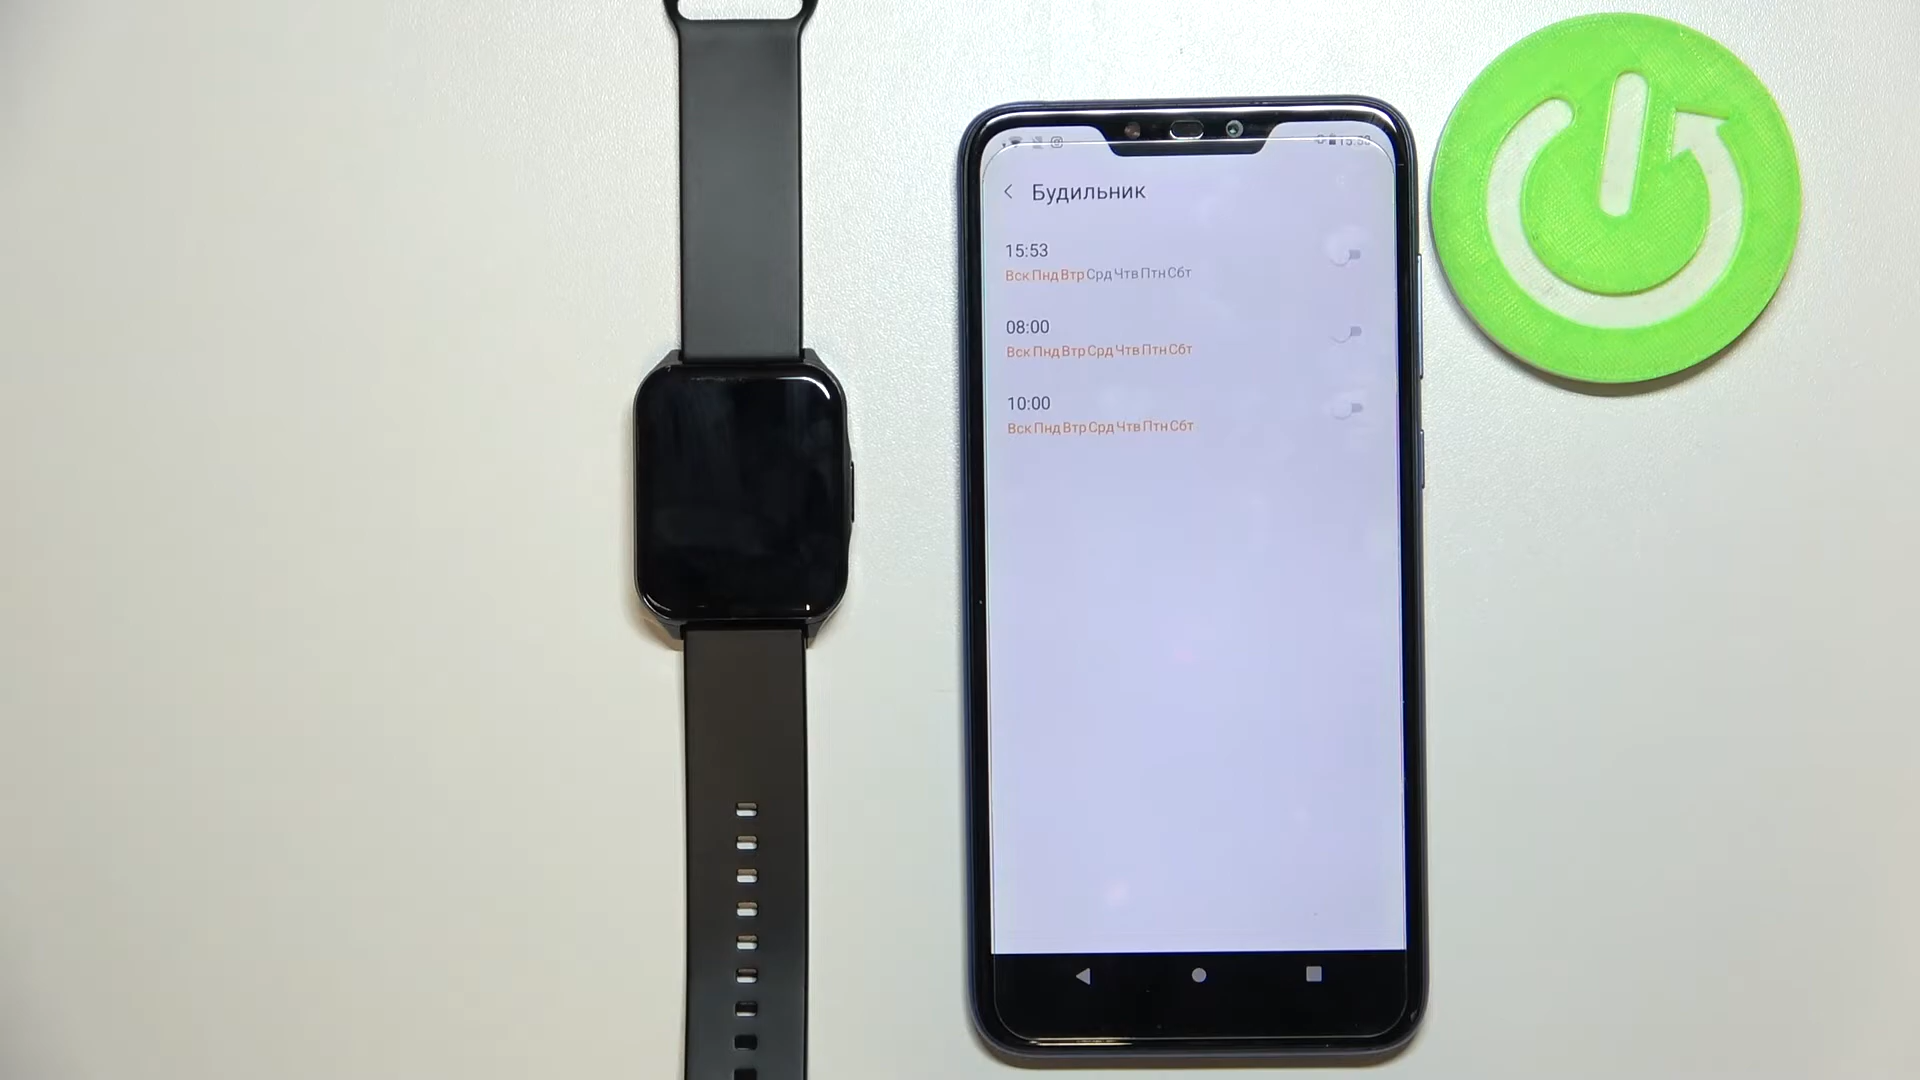 Будильник
15:53
Вск Пнд Втр Срд Чтв Птн Сбт
08:00
Вск Пнд Втр Срд Чтв Птн Сбт
10:00
Вск Пнд Втр Срд Чтв Птн Сбт